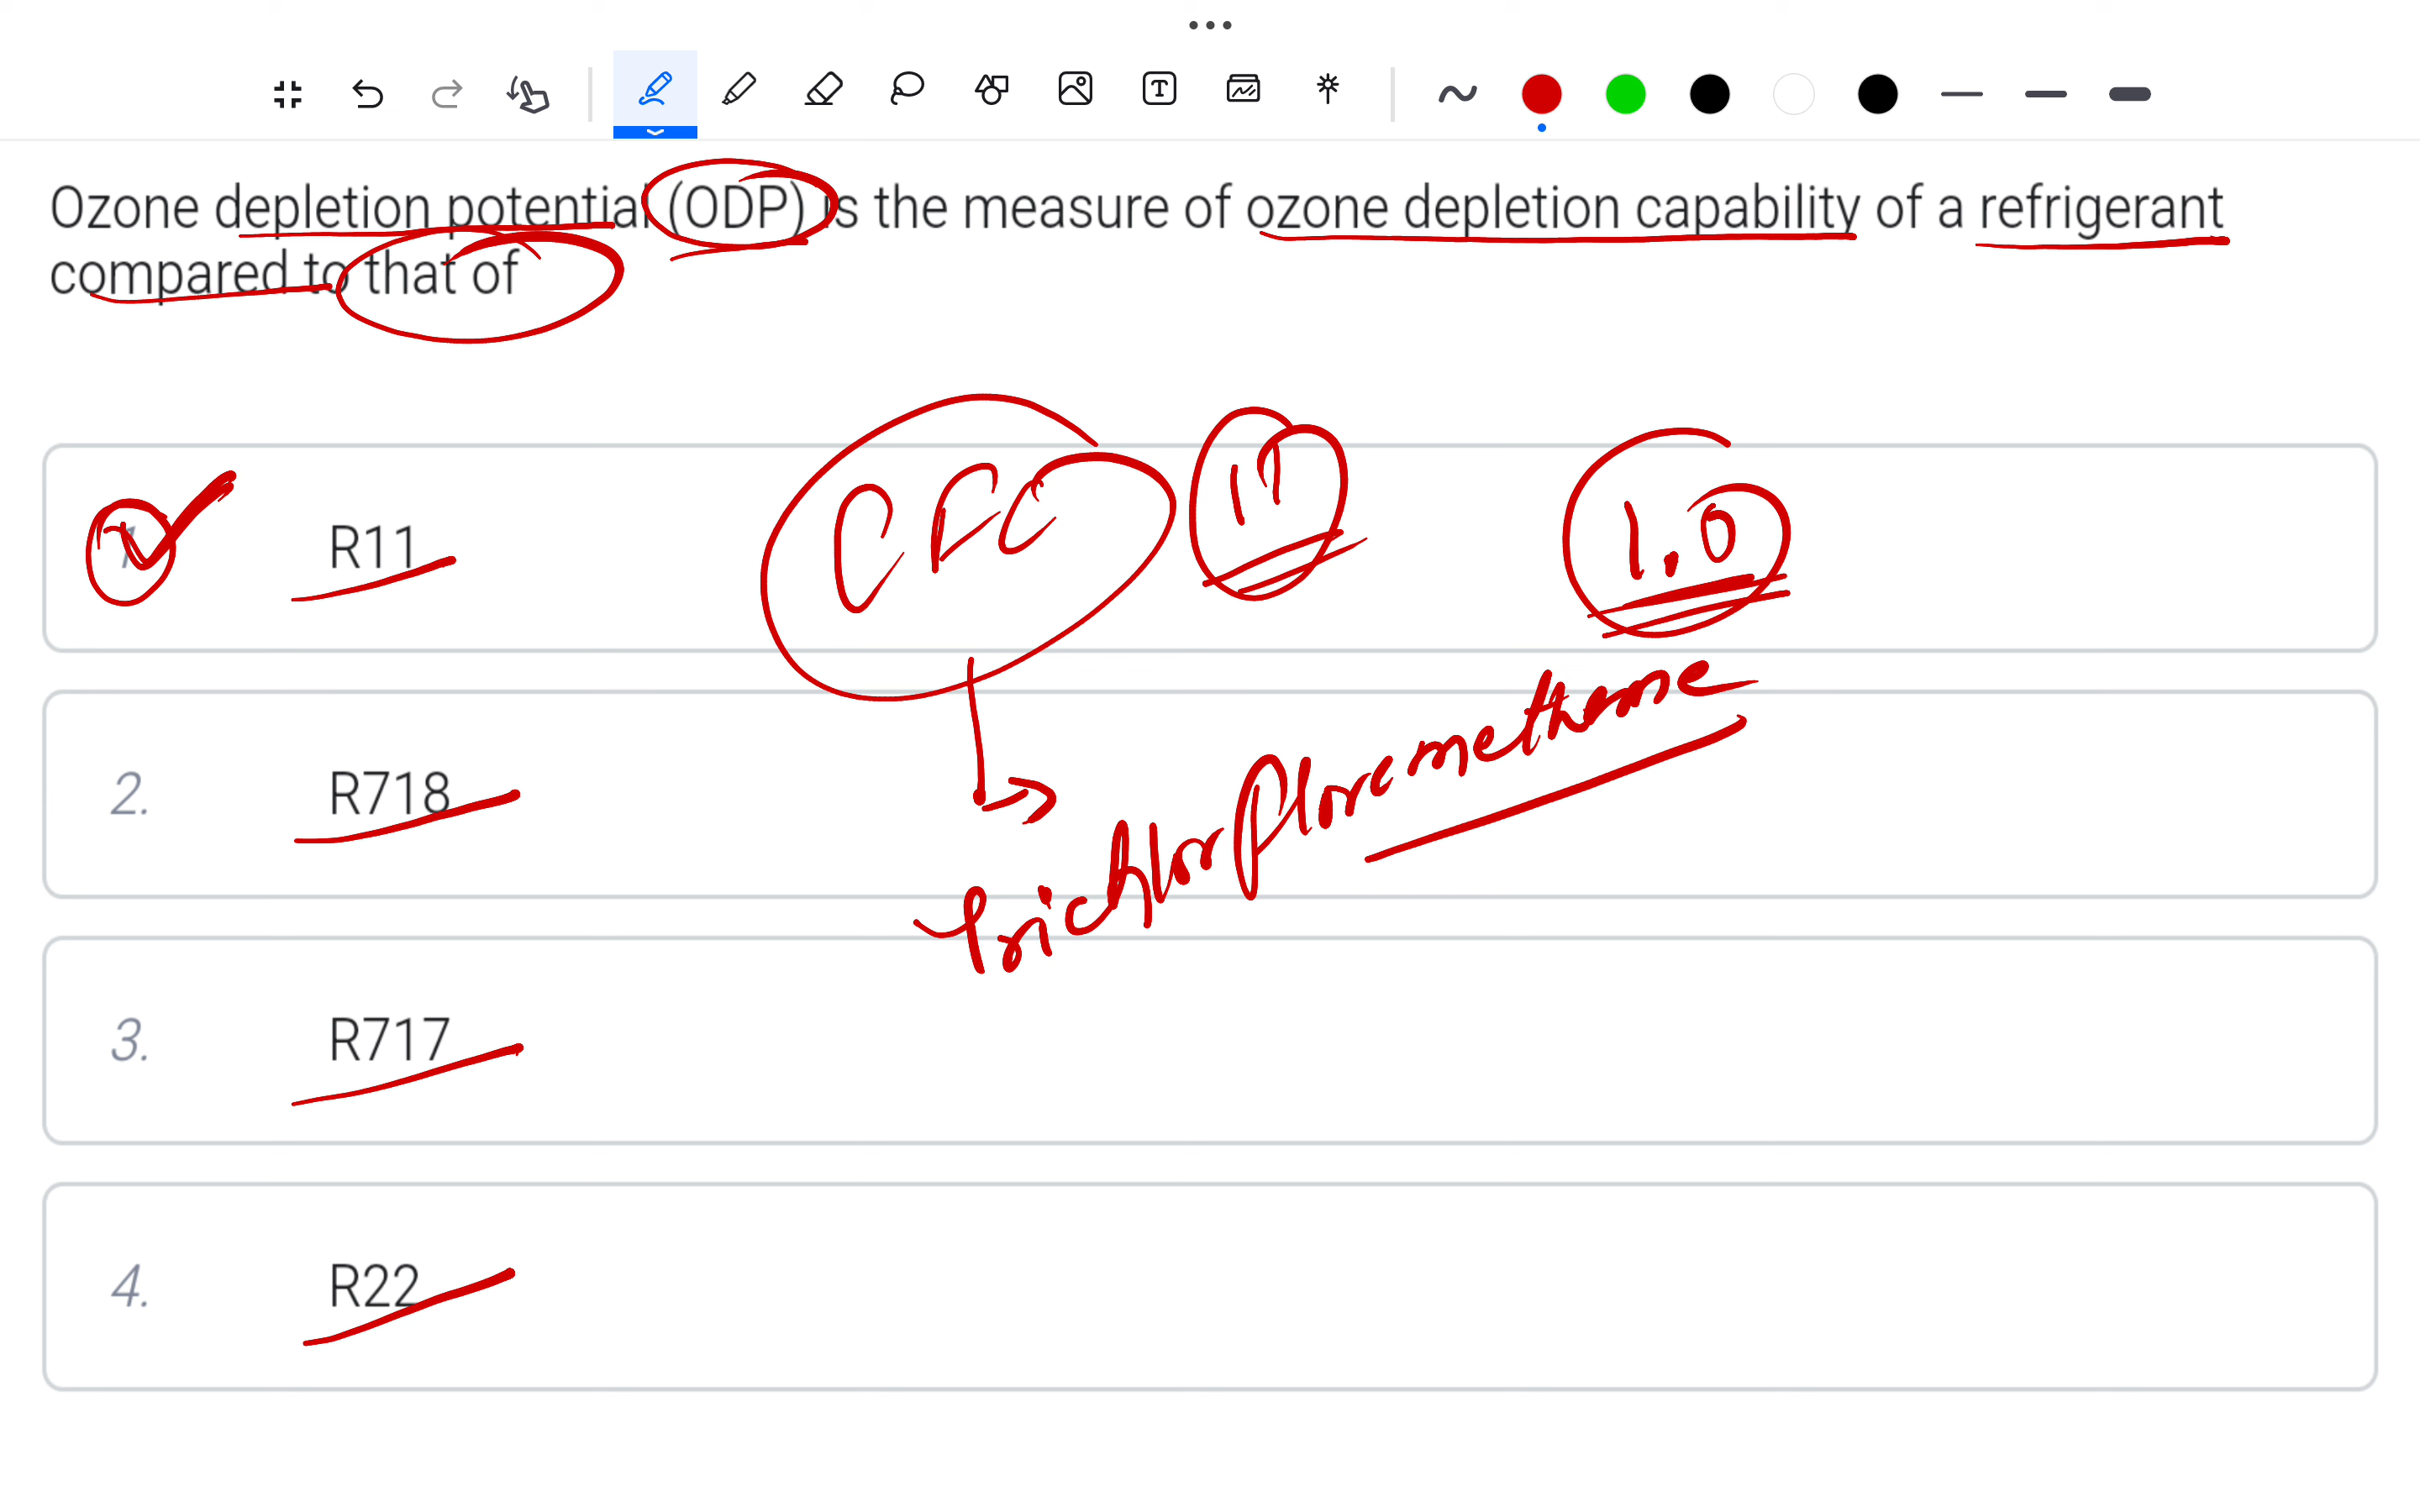 Ozone depletion potential (ODP) is the measure of ozone depletion capability of a refrigerant
compared to that of
CFC 11 1.0
1. R11
Trichlorofloromethane
2. R718
3. R717
4. R22